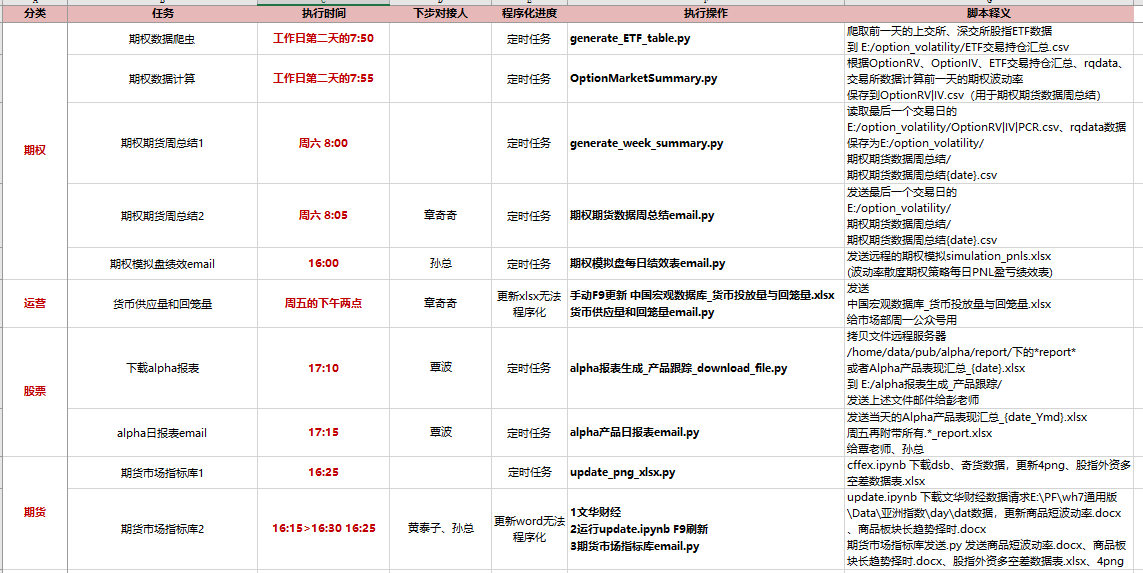 分类 任务 执行时间 下步对接人 程序化进度 执行操作 脚本释义
期权
期权数据爬虫 工作日第二天的7:50 定时任务 generate_ETF_table.py
爬取前一天的上交所、深交所股指ETF数据
到 E:/option_volatility/ETF交易持仓汇总.csv
期权数据计算 工作日第二天的7:55 定时任务 OptionMarketSummary.py
根据OptionRV、OptionIV、ETF交易持仓汇总、rqdata、
交易所数据计算前一天的期权波动率
保存到OptionRV|IV.csv（用于期权期货数据周总结）
期权期货周总结1 周六 8:00 定时任务 generate_week_summary.py
读取最后一个交易日的
E:/option_volatility/OptionRV|IV|PCR.csv、rqdata数据
保存为E:/option_volatility/
期权期货数据周总结/
期权期货数据周总结{date}.csv
期权期货周总结2 周六 8:05 章奇奇 定时任务 期权期货数据周总结email.py
发送最后一个交易日的
E:/option_volatility/
期权期货数据周总结/
期权期货数据周总结{date}.csv
期权模拟盘绩效email 16:00 孙总 定时任务 期权模拟盘每日绩效表email.py
发送远程的期权模拟simulation_pnls.xlsx
(波动率散度期权策略每日PNL盈亏绩效表)
运营
货币供应量和回笼量 周五的下午两点 章奇奇
更新xlsx无法
程序化
手动F9更新 中国宏观数据库_货币投放量与回笼量.xlsx
货币供应量和回笼量email.py
发送
中国宏观数据库_货币投放量与回笼量.xlsx
给市场部周一公众号用
股票
下载alpha报表 17:10 覃波 定时任务 alpha报表生成_产品跟踪_download_file.py
拷贝文件远程服务器
/home/data/pub/alpha/report/下的*report*
或者Alpha产品表现汇总_{date}.xlsx
到 E:/alpha报表生成_产品跟踪/
发送上述文件邮件给彭老师
alpha日报表email 17:15 覃波 定时任务 alpha产品日报表email.py
发送当天的Alpha产品表现汇总_{date_Ymd}.xlsx
周五再附带所有.*_report.xlsx
给覃老师、孙总
期货
期货市场指标库1 16:25 定时任务 update_png_xlsx.py
cffex.ipynb 下载dsb、奇货数据，更新4png、股指外资多
空差数据表.xlsx
期货市场指标库2 16:15>16:30 16:25 黄泰子、孙总
更新word无法
程序化
1文华财经
2运行update.ipynb F9刷新
3期货市场指标库email.py
update.ipynb 下载文华财经数据请求E:\PF\wh7通用版
\Data\亚洲指数\day\dat数据，更新商品短波动率.docx
、商品板块长趋势择时.docx
期货市场指标库发送.py 发送商品短波动率.docx、商品板
块长趋势择时.docx、股指外资多空差数据表.xlsx、4png